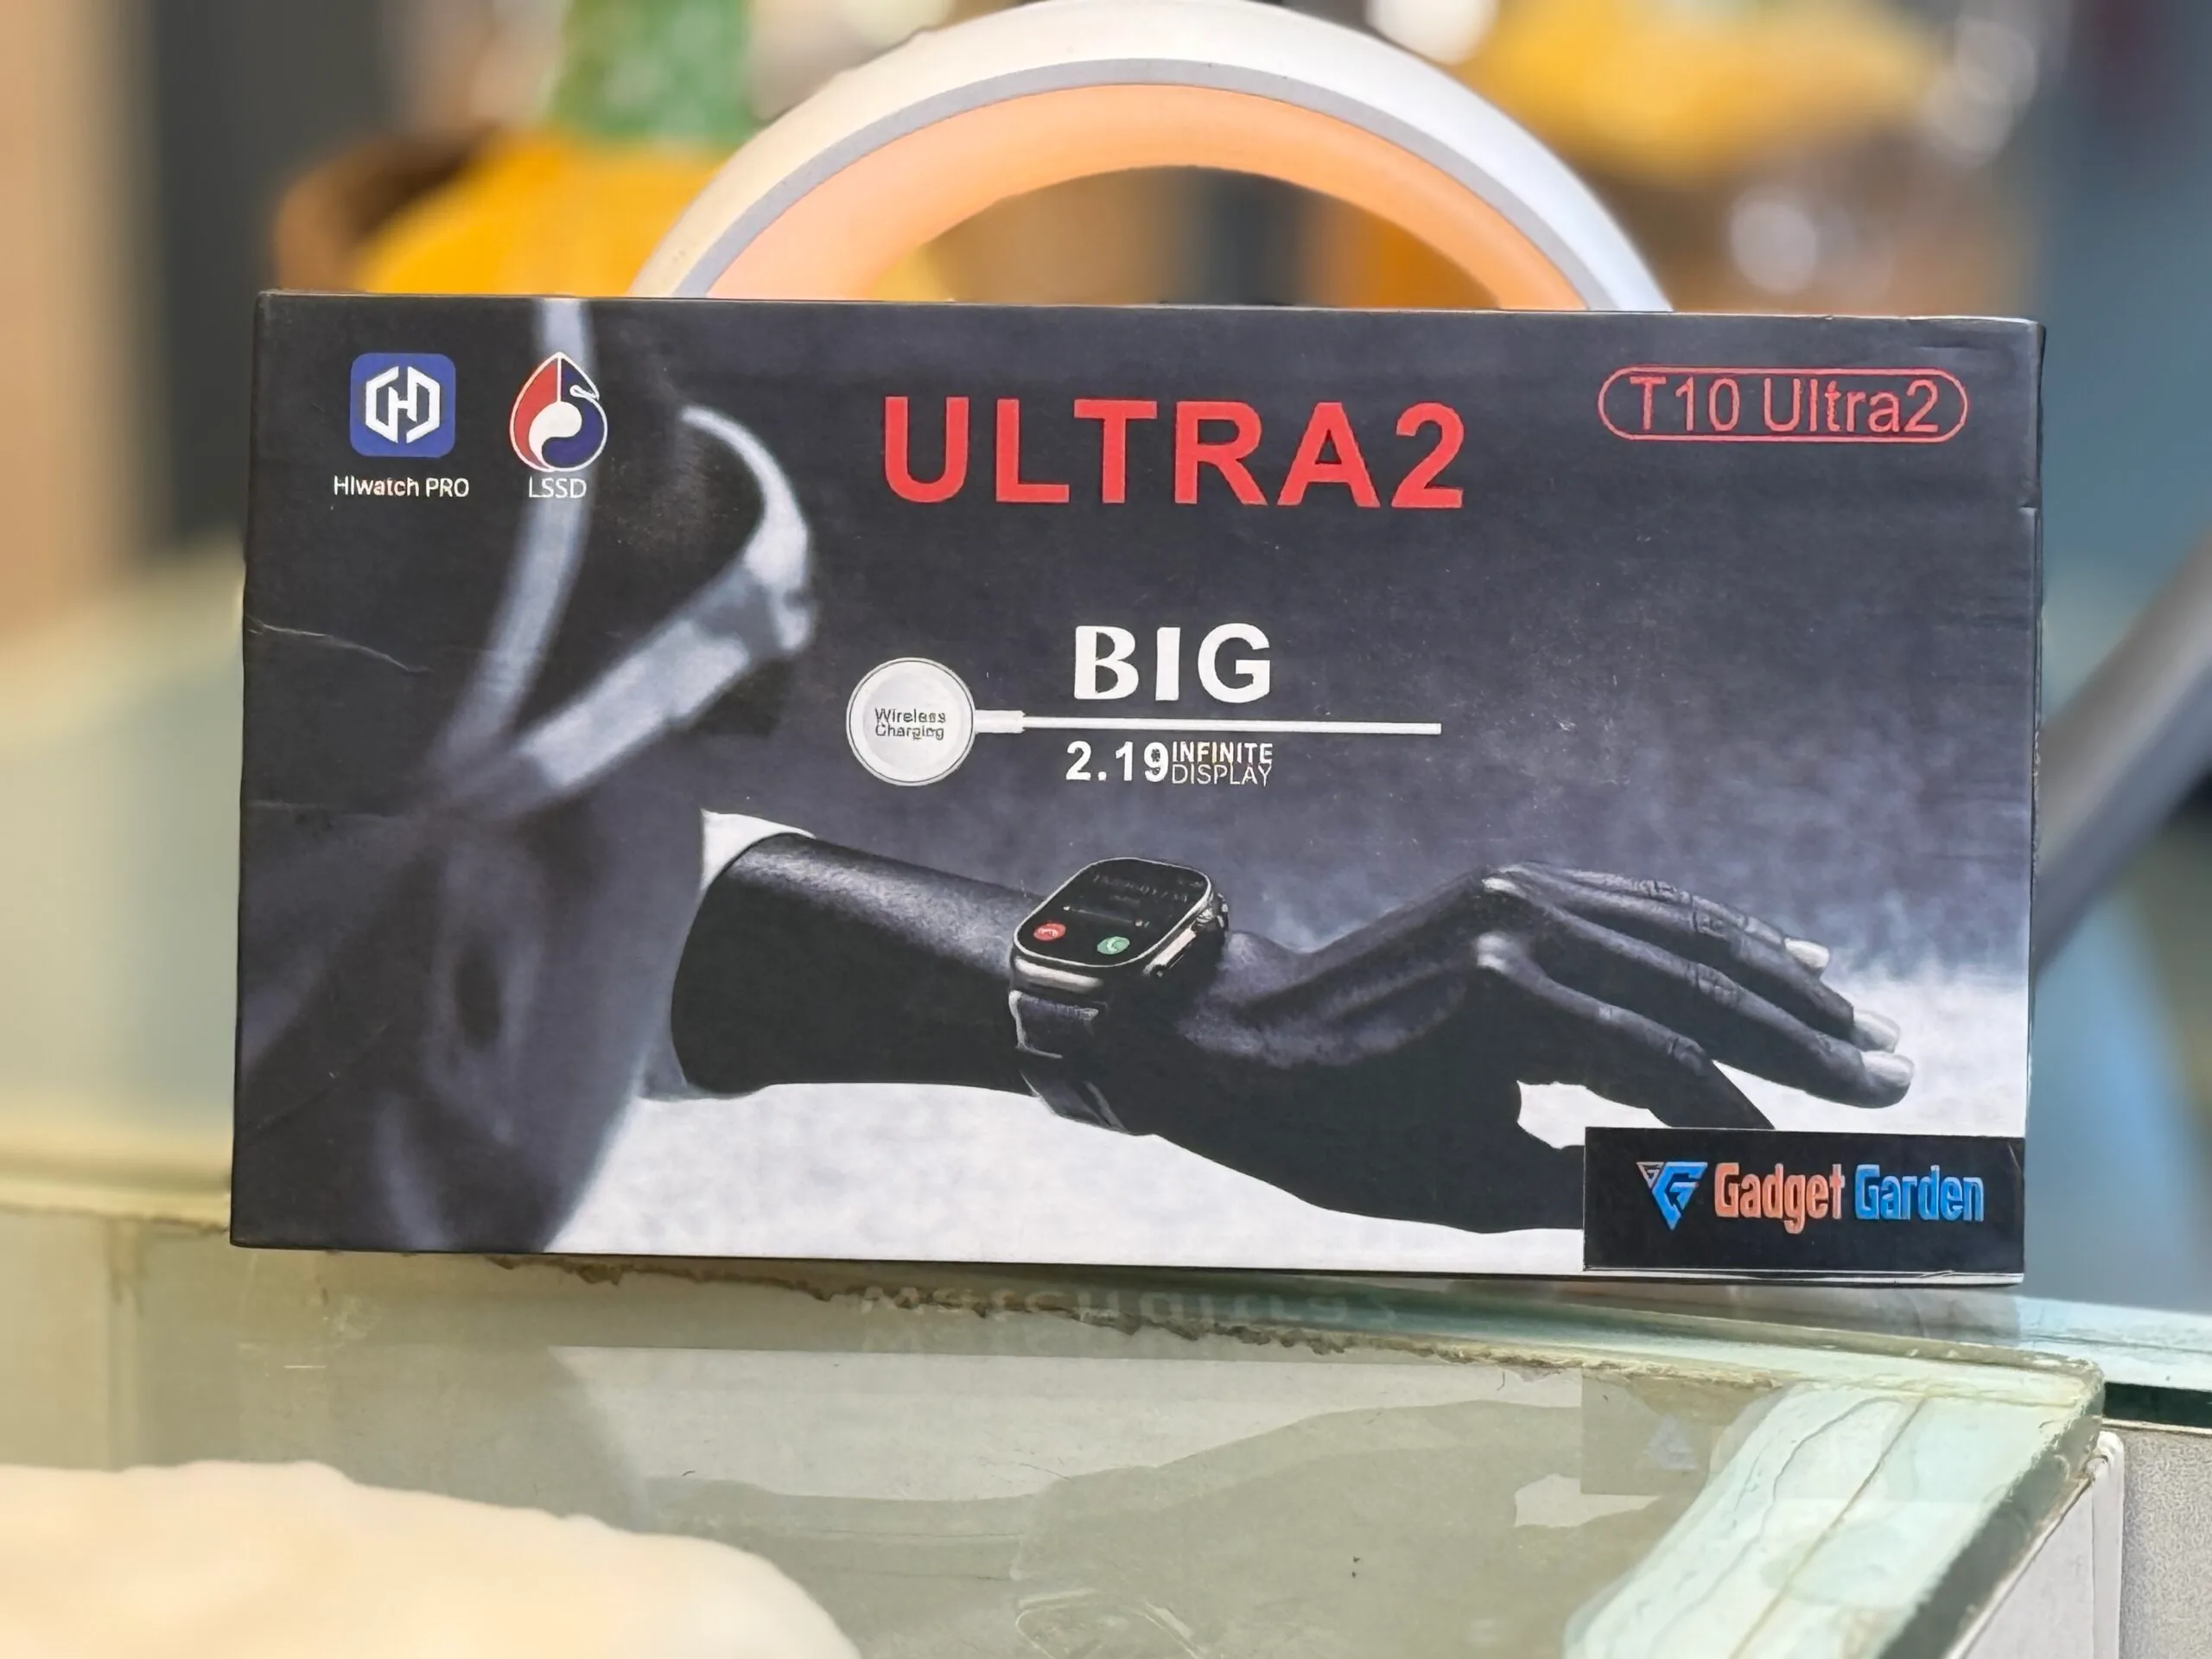 HIwatch PRO
LSSD
ULTRA2
T10 Ultra2
BIG
Wireless
Charging
2.19 INFINITE
DISPLAY
Gadget Garden